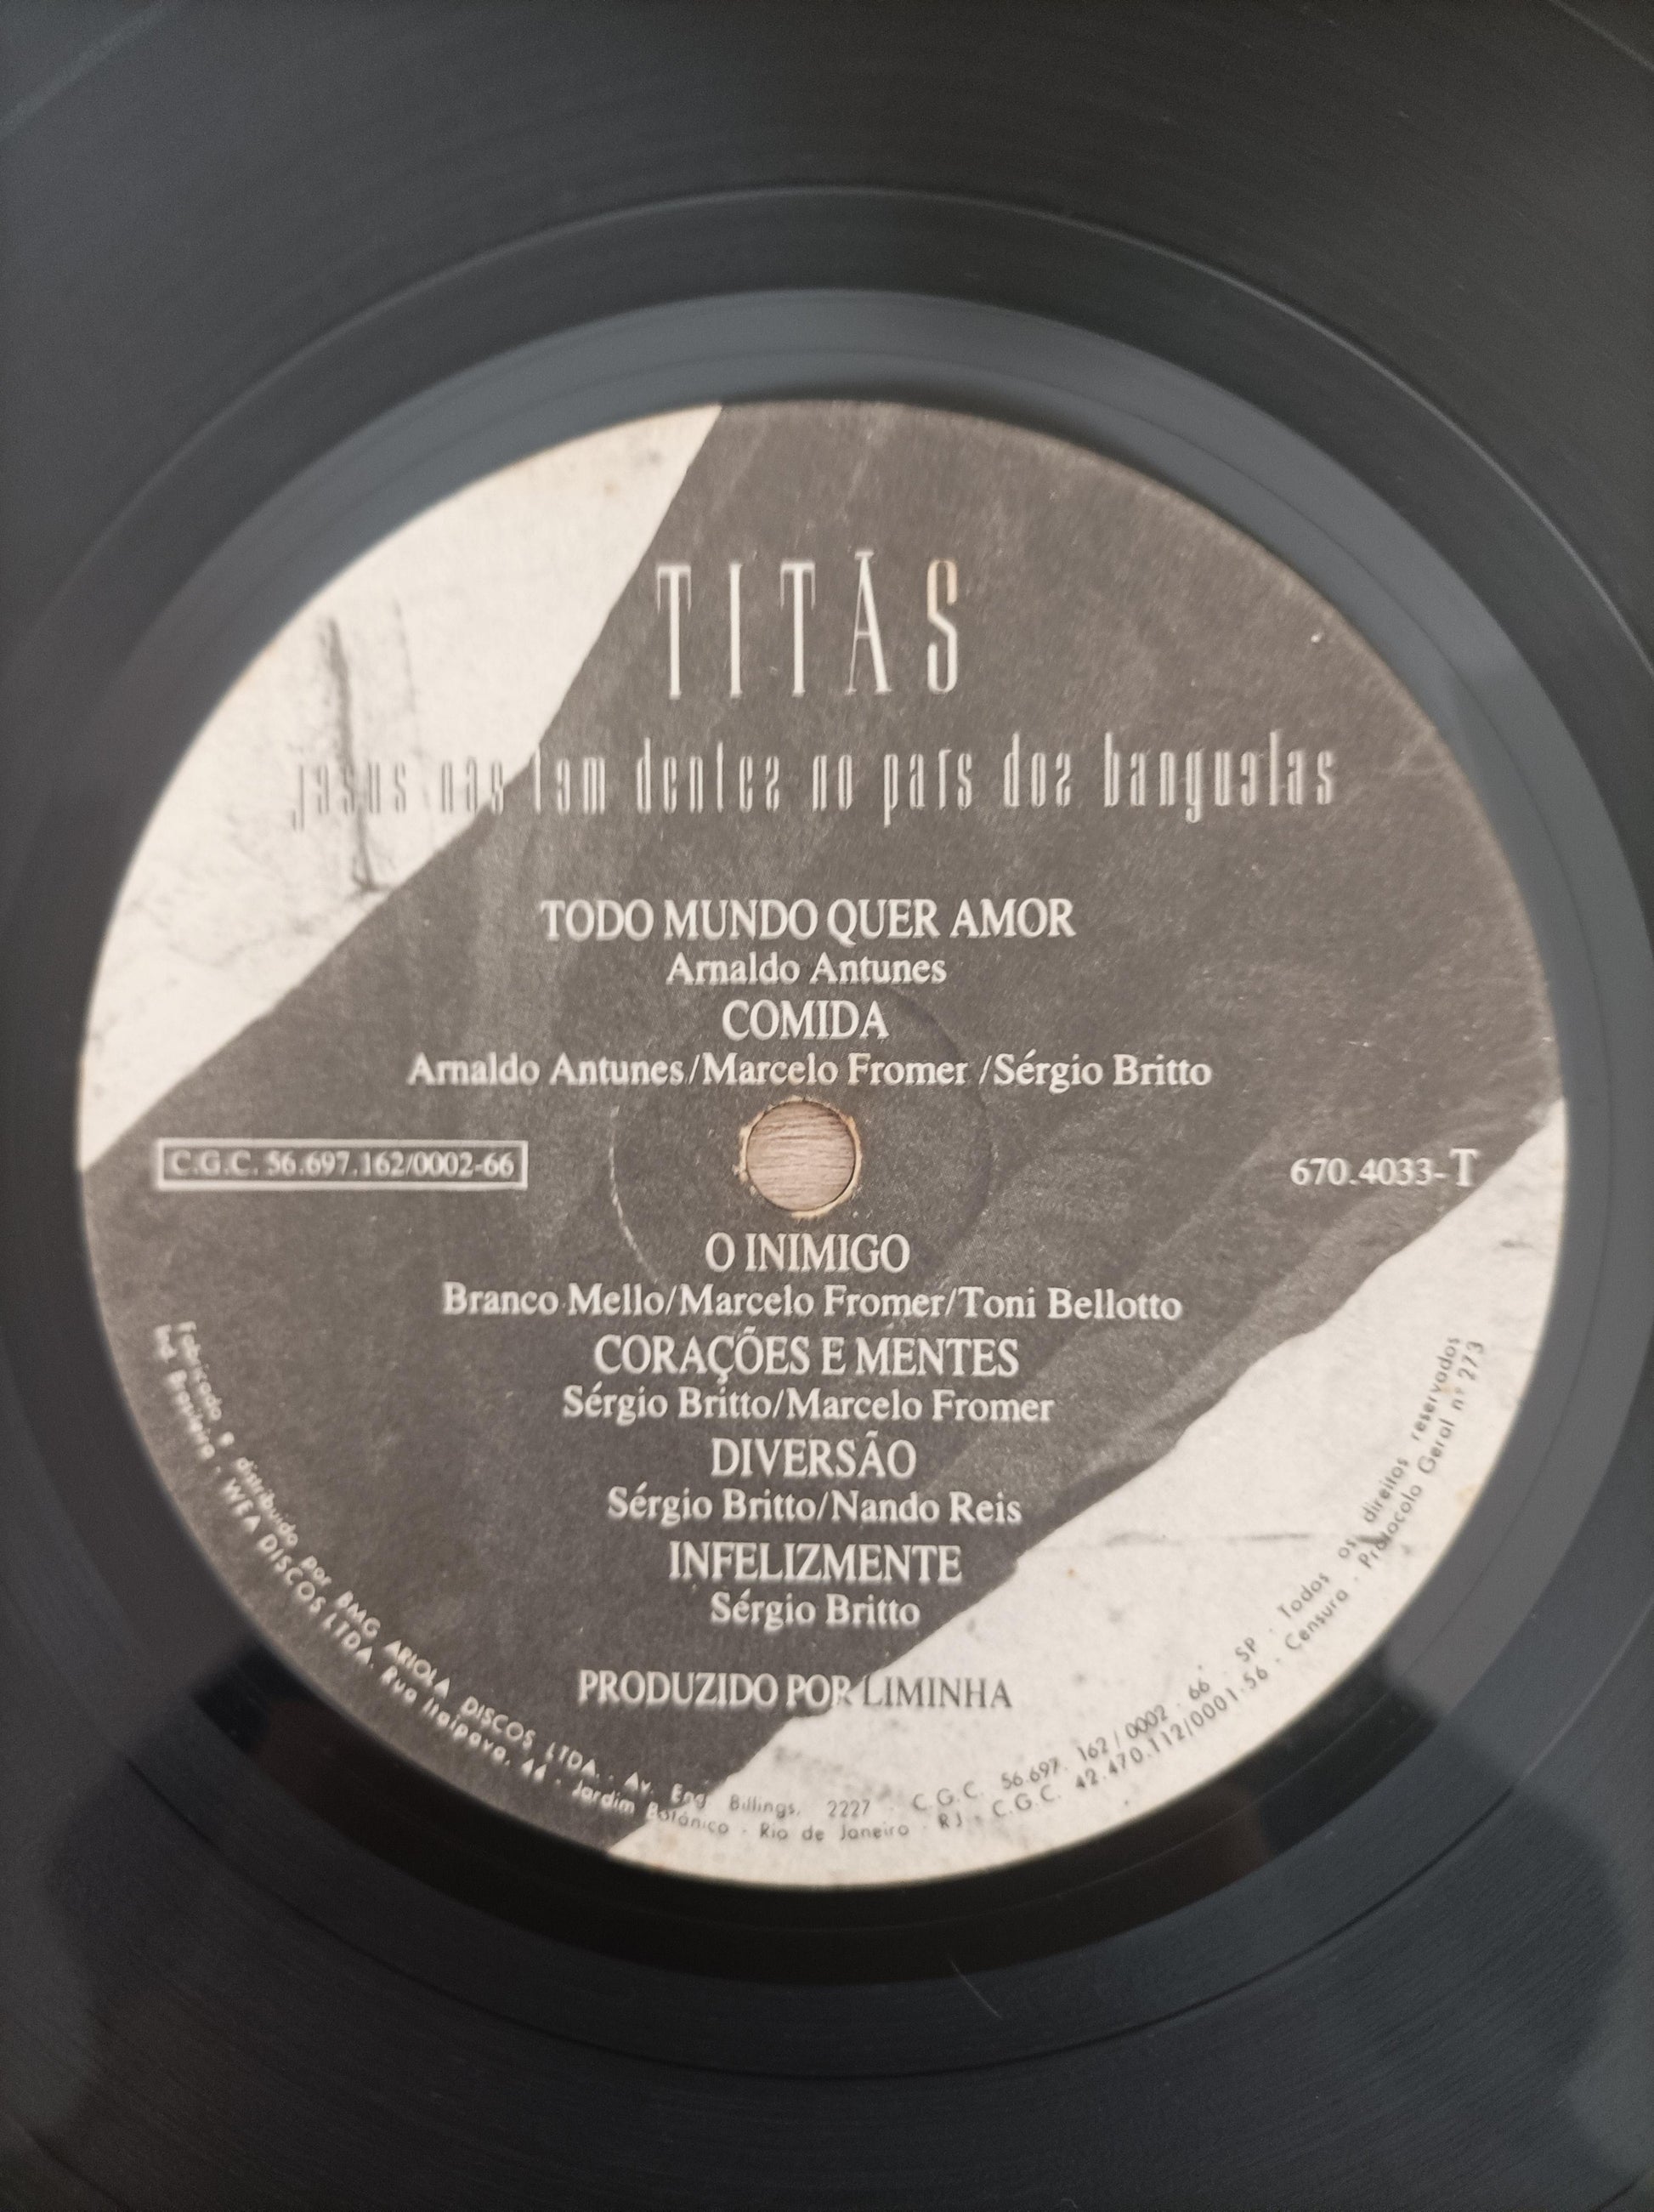 TITÃS
jesus não tem dentes no país dos banguelas
TODO MUNDO QUER AMOR
Arnaldo Antunes
COMIDA
Arnaldo Antunes/Marcelo Fromer /Sérgio Britto
C.G.C. 56.697.162/0002-66
670.4033-T
O INIMIGO
Branco Mello/Marcelo Fromer/Toni Bellotto
CORAÇÕES E MENTES
Sérgio Britto/Marcelo Fromer
DIVERSÃO
Sérgio Britto/Nando Reis
INFELIZMENTE
Sérgio Britto
PRODUZIDO POR LIMINHA
Fabricado e distribuido por BMG ARIOLA DISCOS LTDA. · Av. Eng. Billings, 2227 · C.G.C. 56.697.162/0002-66 · SP · Todos os direitos reservados
Ind. Brasileira · WEA DISCOS LTDA. Rua Itaipava, 44 · Jardim Botânico · Rio de Janeiro · RJ · C.G.C. 42.470.112/0001-56 · Censura · Protocolo Geral nº 273